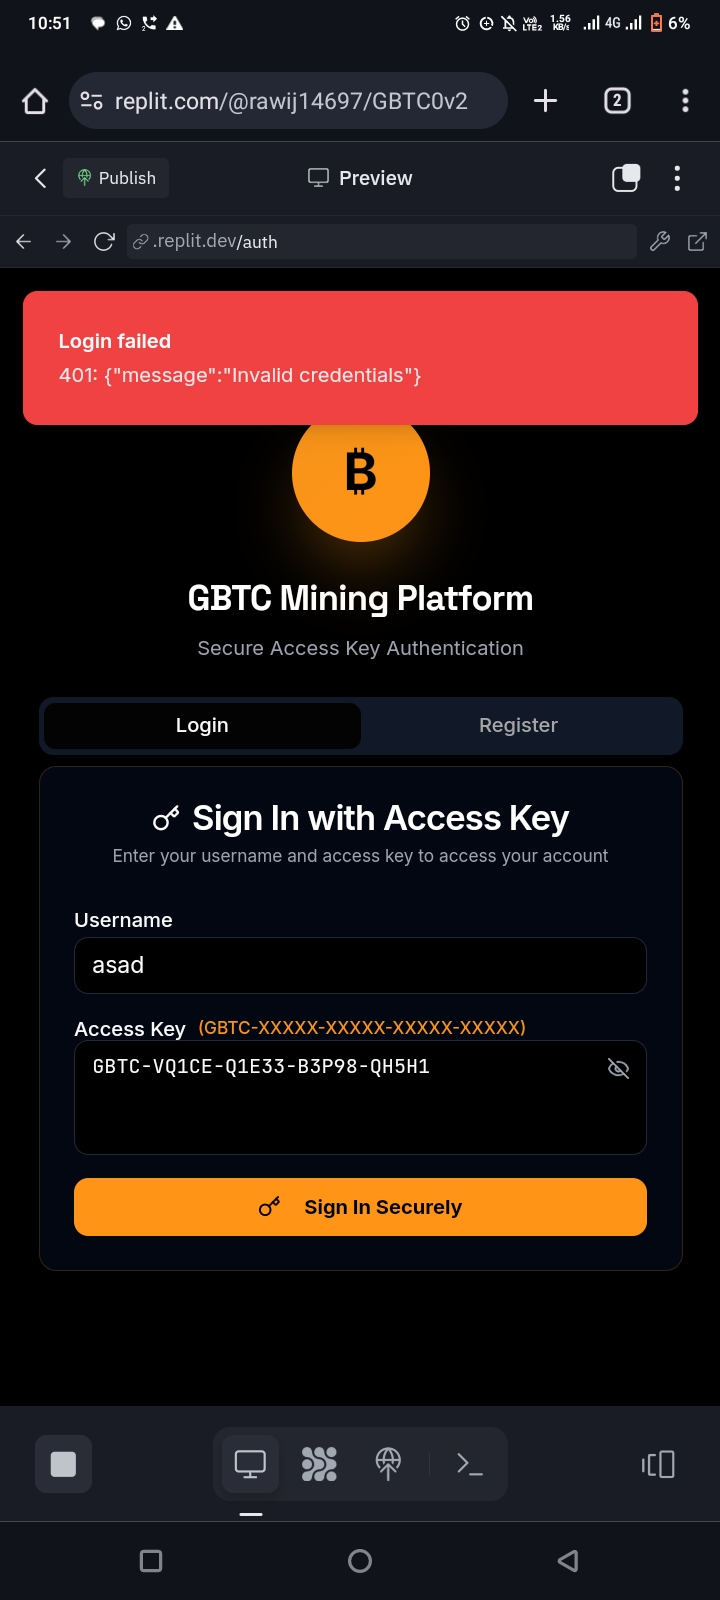 10:51
2
Vo)
LTE2
1.56
KB/s
4G
6%
replit.com/@rawij14697/GBTC0v2
2
Publish
Preview
.replit.dev/auth
Login failed
401: {"message":"Invalid credentials"}
GBTC Mining Platform
Secure Access Key Authentication
Login
Register
Sign In with Access Key
Enter your username and access key to access your account
Username
asad
Access Key (GBTC-XXXXX-XXXXX-XXXXX-XXXXX)
GBTC-VQ1CE-Q1E33-B3P98-QH5H1
Sign In Securely